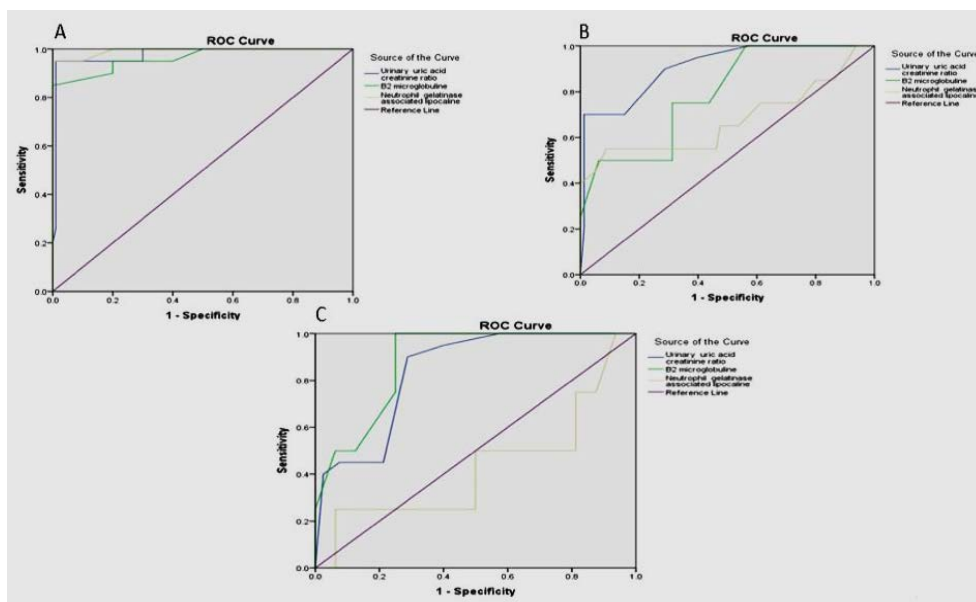 A
ROC Curve
1.0
0.8
0.6
0.4
0.2
0.0
0.0 0.2 0.4 0.6 0.8 1.0
Sensitivity
1 - Specificity
Source of the Curve
Urinary uric acid
creatinine ratio
B2 microglobuline
Neutrophil gelatinase
associated lipocaline
Reference Line
B
ROC Curve
1.0
0.8
0.6
0.4
0.2
0.0
0.0 0.2 0.4 0.6 0.8 1.0
Sensitivity
1 - Specificity
Source of the Curve
Urinary uric acid
creatinine ratio
B2 microglobuline
Neutrophil gelatinase
associated lipocaline
Reference Line
C
ROC Curve
1.0
0.8
0.6
0.4
0.2
0.0
0.0 0.2 0.4 0.6 0.8 1.0
Sensitivity
1 - Specificity
Source of the Curve
Urinary uric acid
creatinine ratio
B2 microglobuline
Neutrophil gelatinase
associated lipocaline
Reference Line